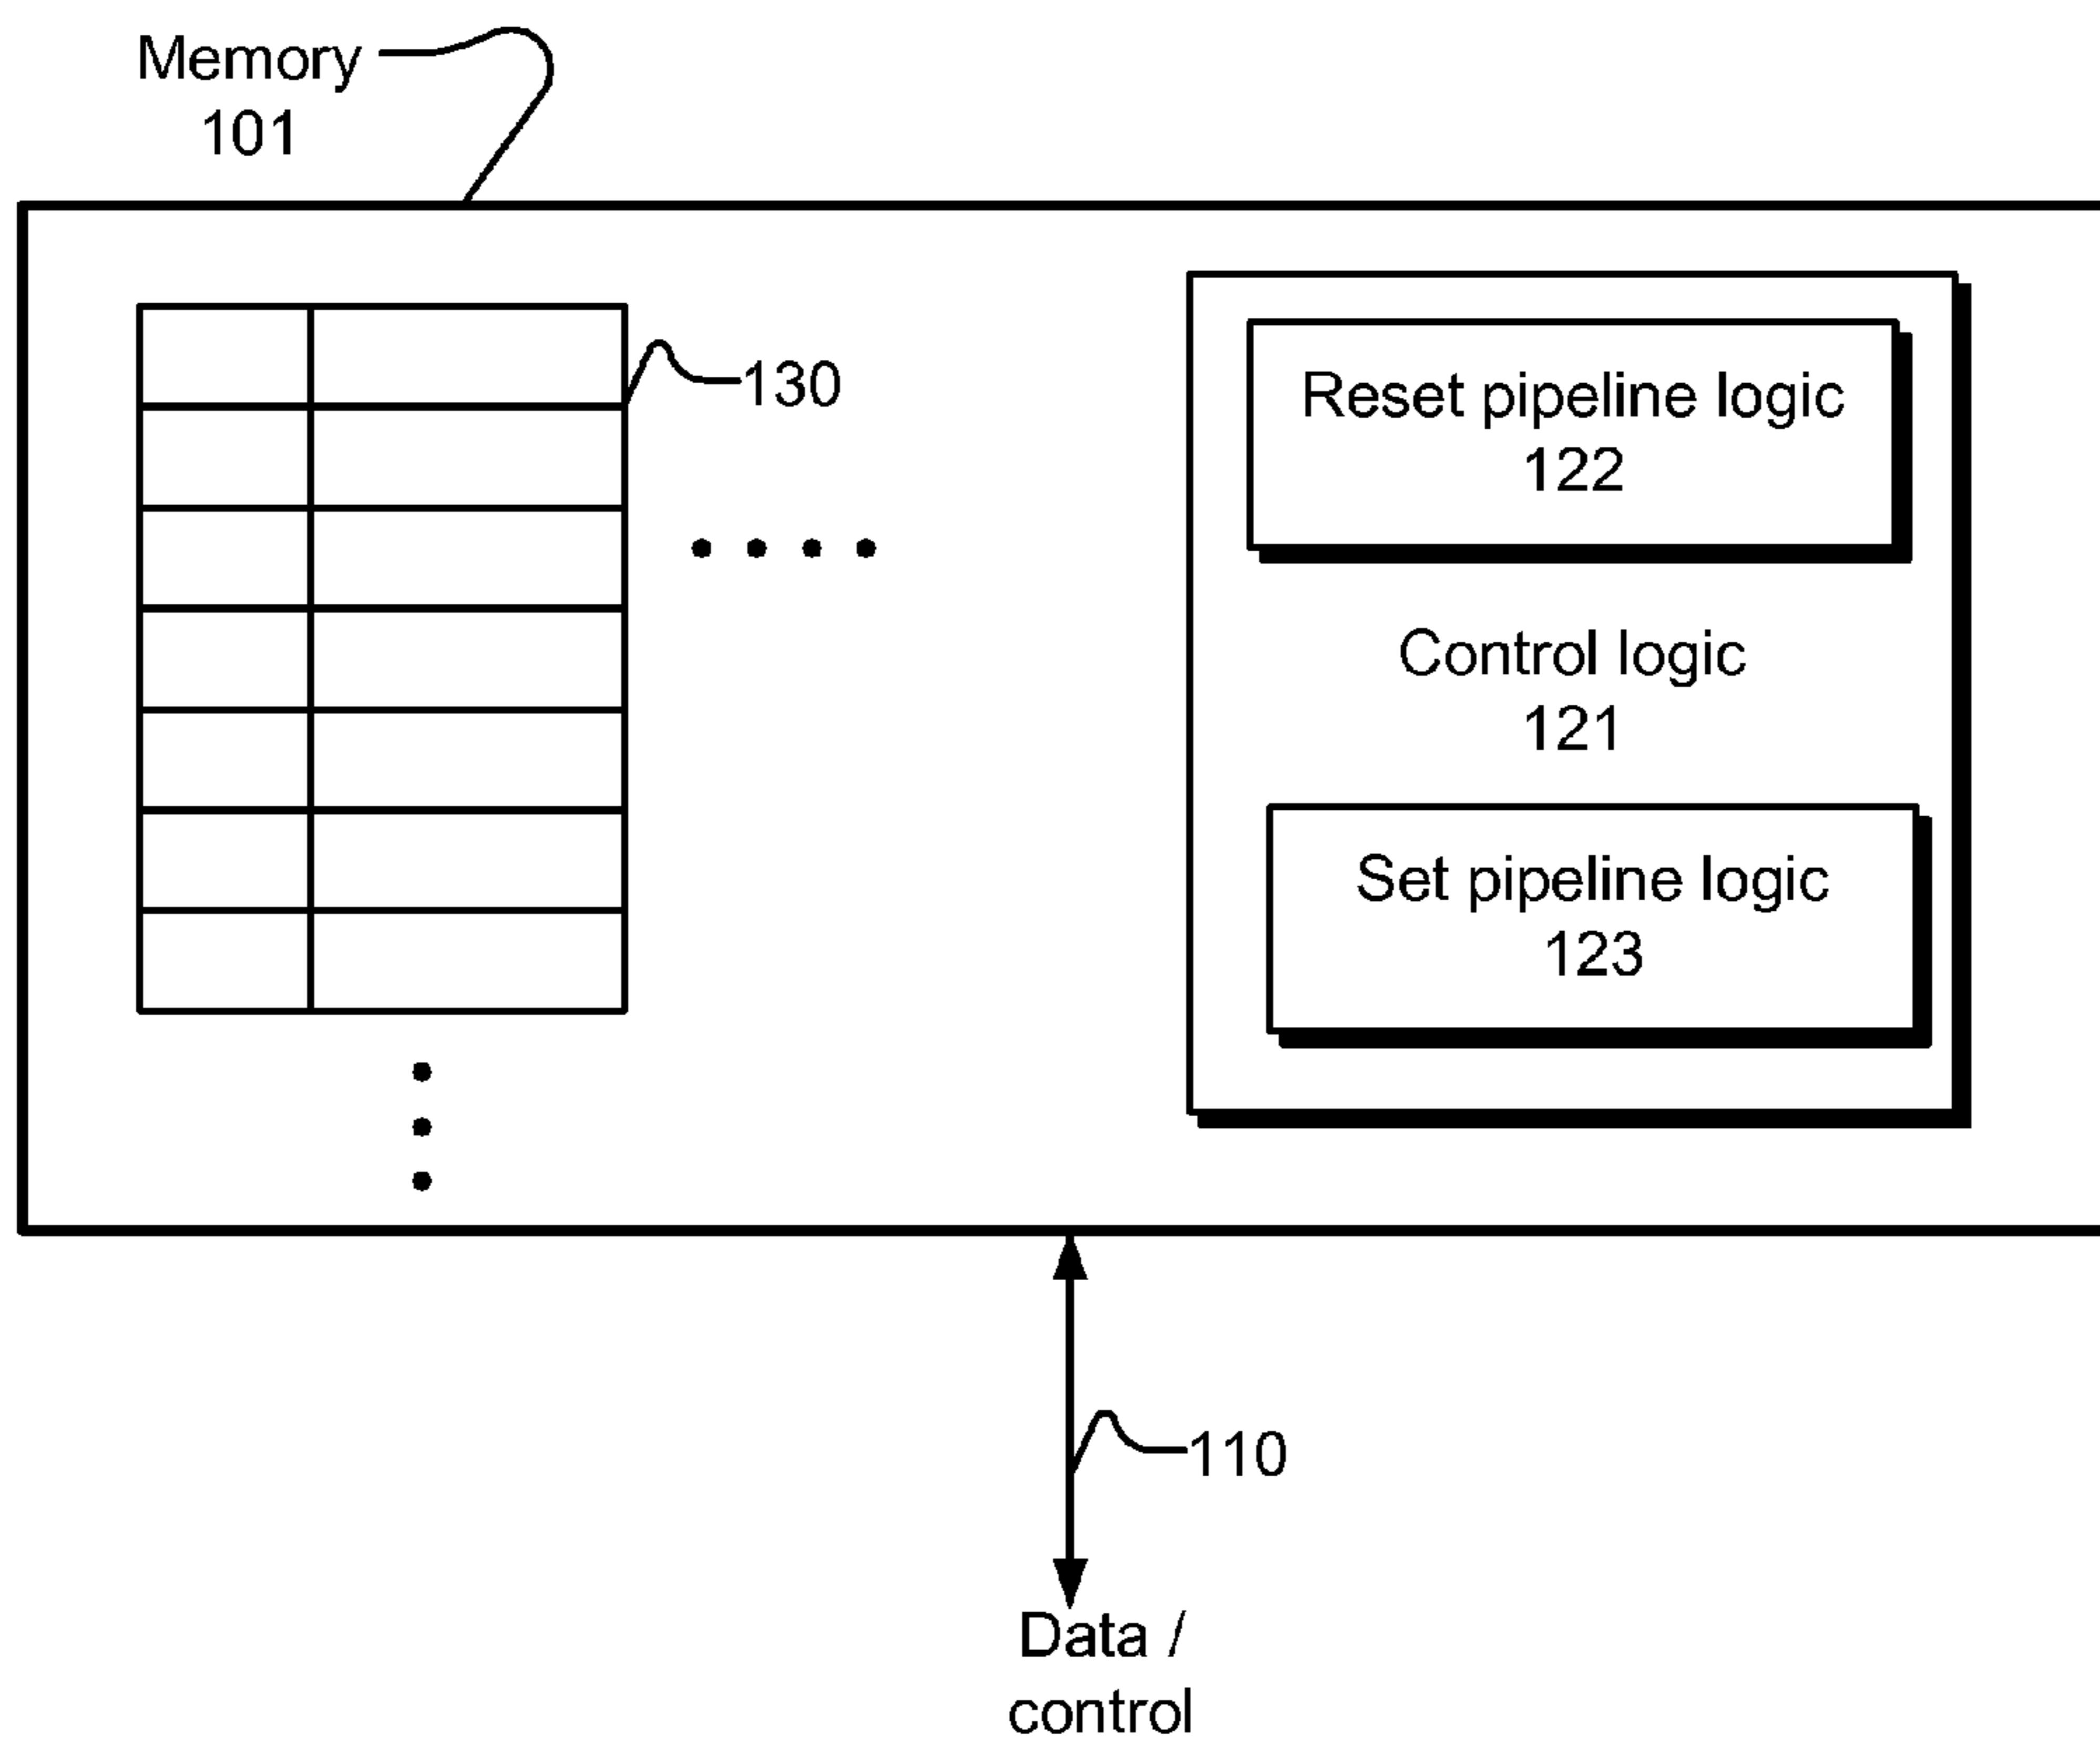 Memory
101
130
Reset pipeline logic
122
Control logic
121
Set pipeline logic
123
110
Data /
control